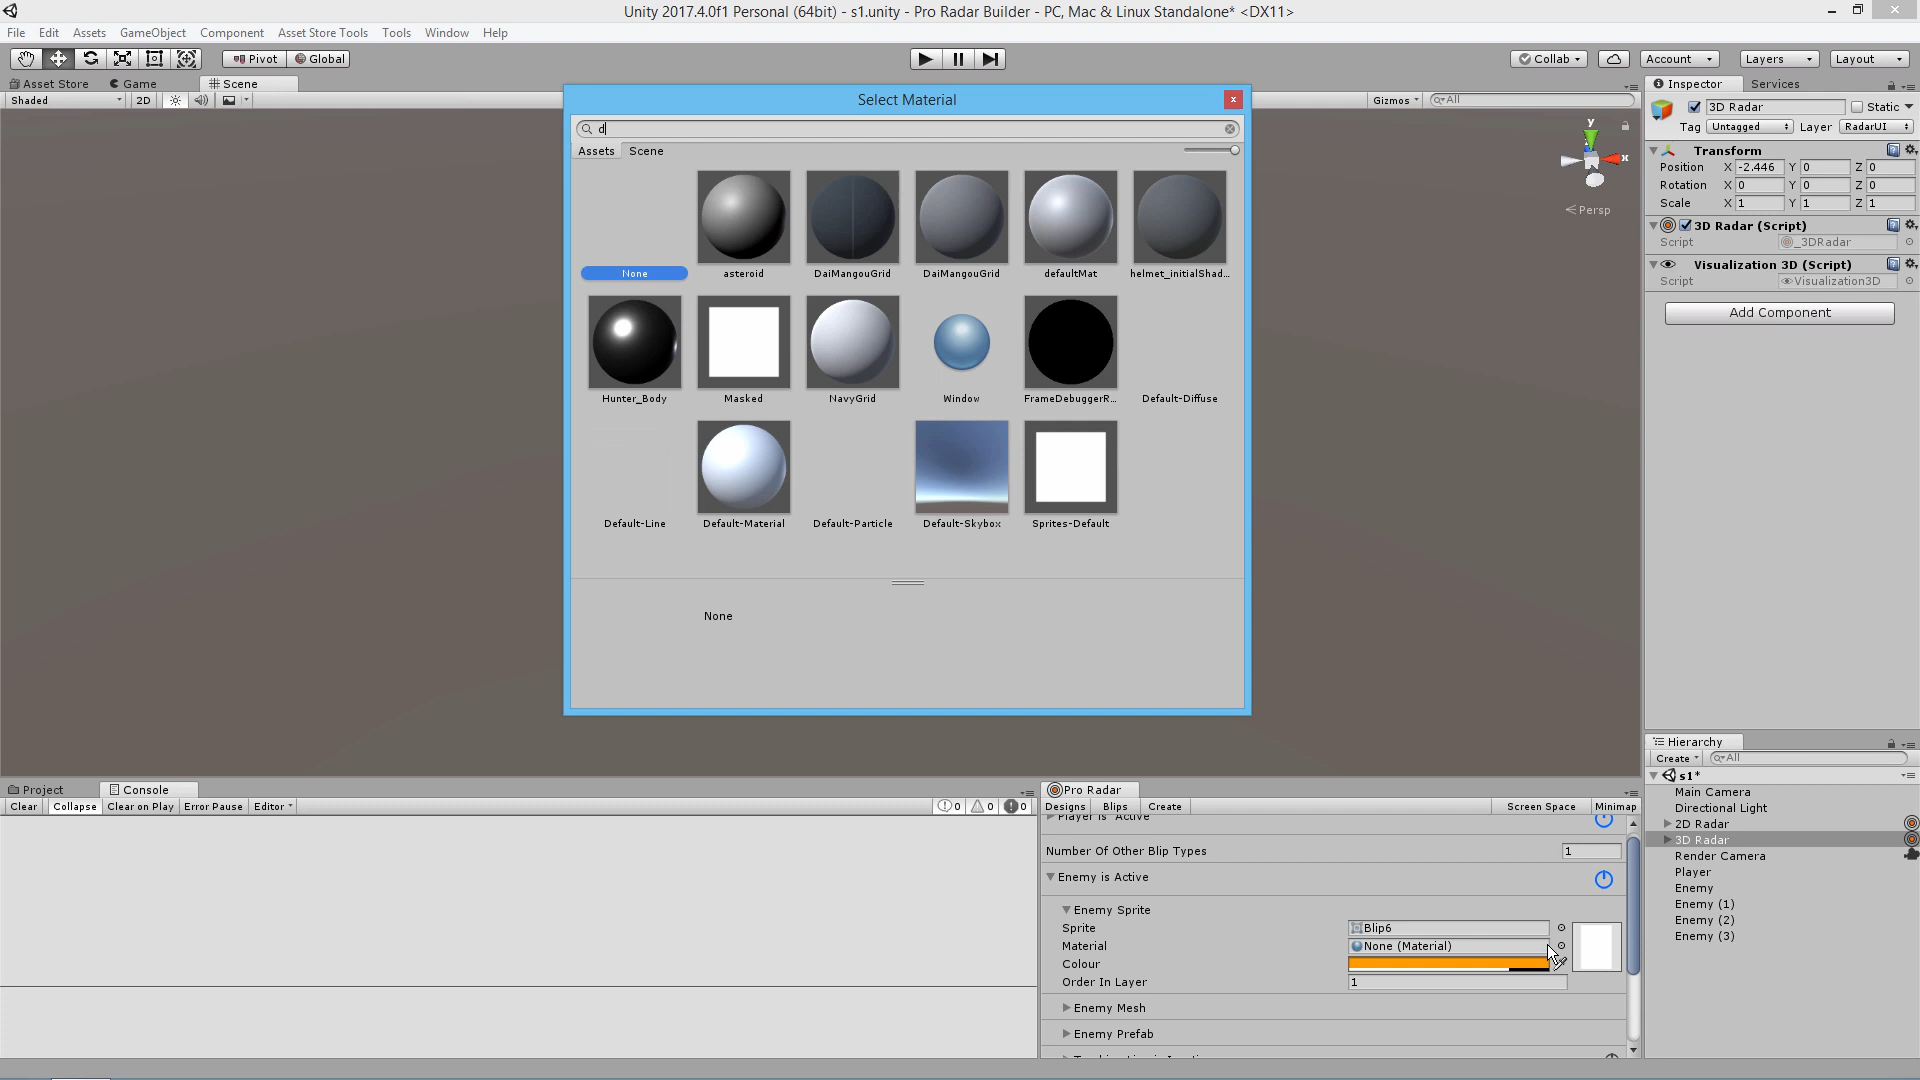 Unity 2017.4.0f1 Personal (64bit) - s1.unity - Pro Radar Builder - PC, Mac & Linux Standalone* <DX11>
File Edit Assets GameObject Component Asset Store Tools Tools Window Help
Pivot Global Collab Account Layers Layout
Asset Store Game Scene
Shaded 2D Gizmos All
Select Material
d
Assets Scene
None asteroid DaiMangouGrid DaiMangouGrid defaultMat helmet_initialShad...
Hunter_Body Masked NavyGrid Window FrameDebuggerR... Default-Diffuse
Default-Line Default-Material Default-Particle Default-Skybox Sprites-Default
None
y
x
Persp
Inspector Services
3D Radar Static
Tag Untagged Layer RadarUI
Transform
Position X -2.446 Y 0 Z 0
Rotation X 0 Y 0 Z 0
Scale X 1 Y 1 Z 1
3D Radar (Script)
Script _3DRadar
Visualization 3D (Script)
Script Visualization3D
Add Component
Hierarchy
Create All
s1*
Main Camera
Directional Light
2D Radar
3D Radar
Render Camera
Player
Enemy
Enemy (1)
Enemy (2)
Enemy (3)
Project Console
Clear Collapse Clear on Play Error Pause Editor 0 0 0
Pro Radar
Designs Blips Create Screen Space Minimap
Player is Active
Number Of Other Blip Types 1
Enemy is Active
Enemy Sprite
Sprite Blip6
Material None (Material)
Colour
Order In Layer 1
Enemy Mesh
Enemy Prefab